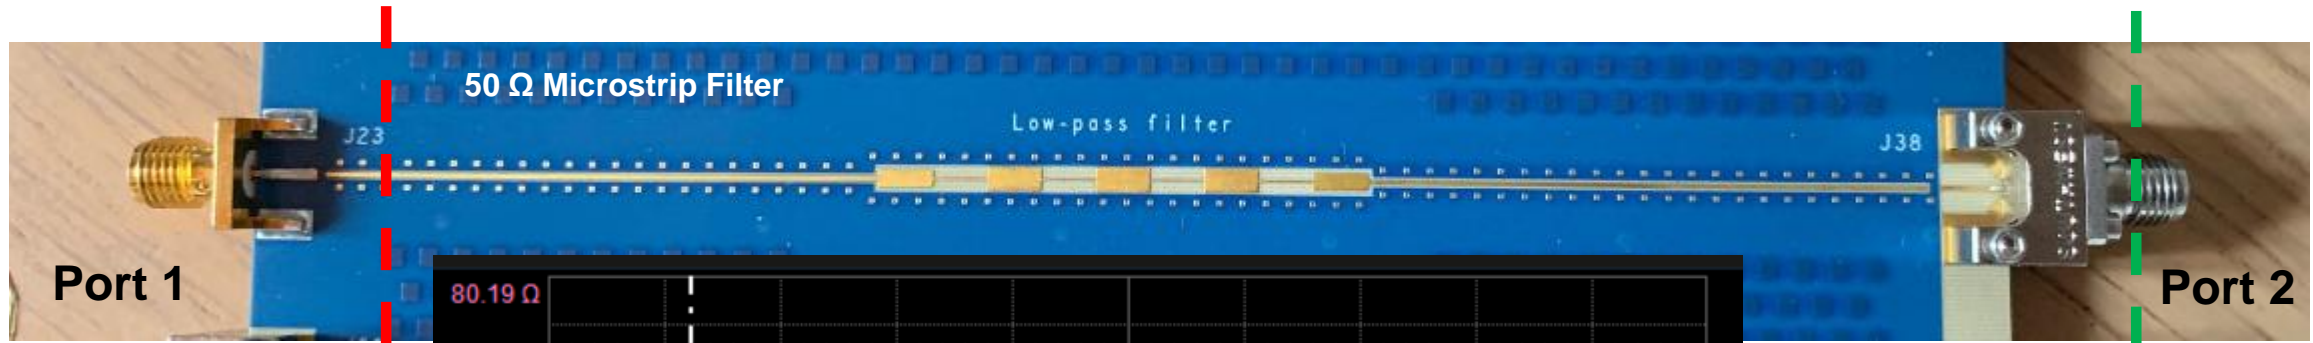 50 Ω Microstrip Filter
Low-pass filter
J23
J38
Port 1
80.19 Ω
Port 2